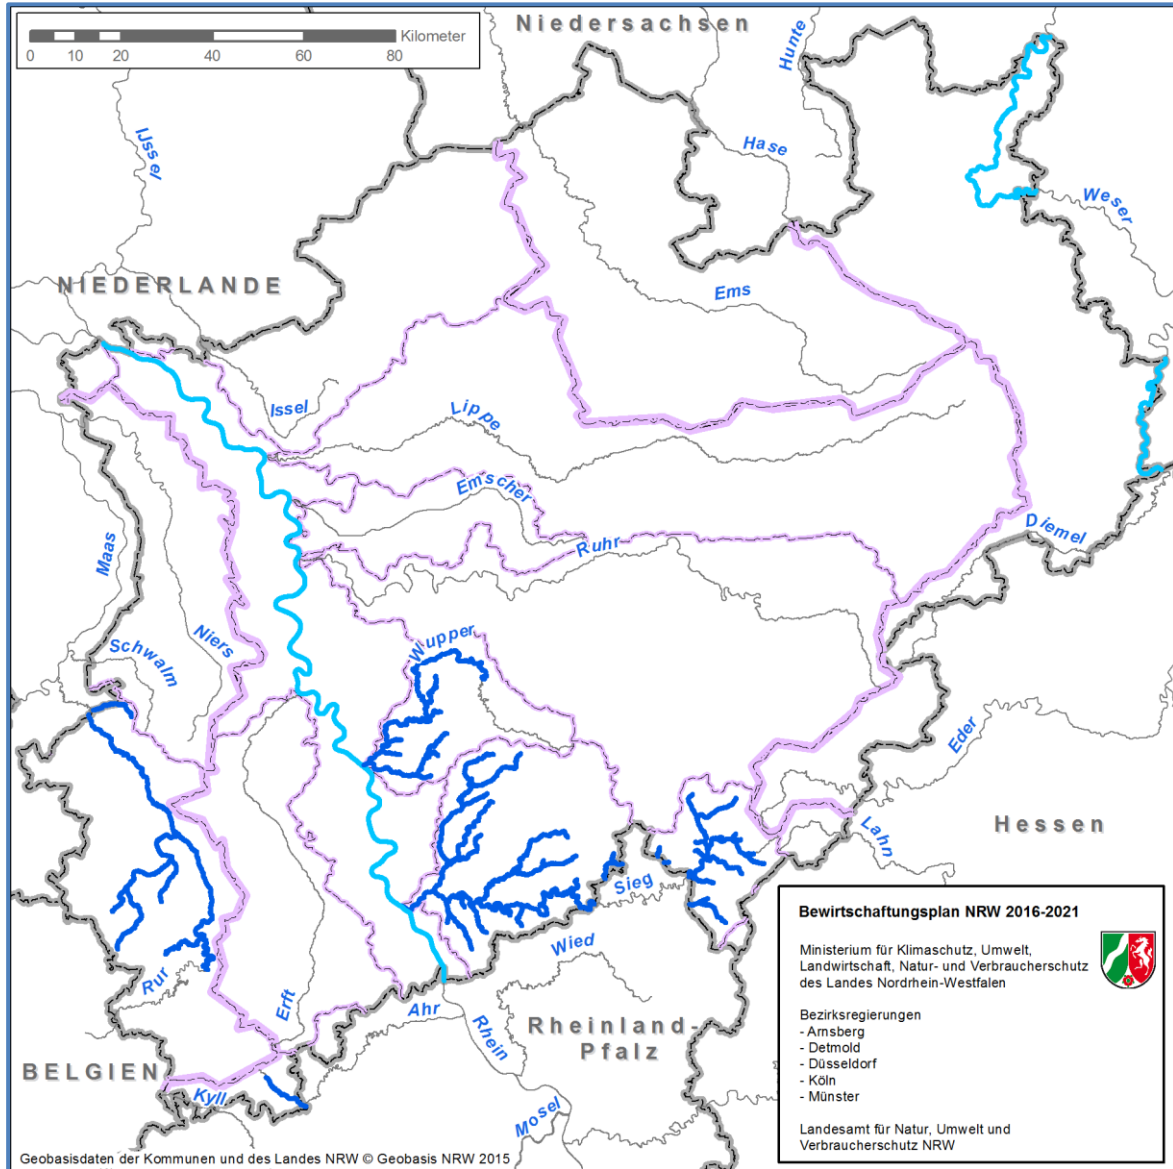 Niedersachsen
Kilometer
0 10 20 40 60 80
Hunte
IJssel
Hase
Weser
NIEDERLANDE
Ems
Issel
Lippe
Emscher
Maas
Ruhr
Diemel
Schwalm
Niers
Wupper
Eder
Hessen
Lahn
Sieg
Wied
Rur
Erft
Ahr
Rhein
Rheinland-
Pfalz
BELGIEN
Kyll
Mosel
Bewirtschaftungsplan NRW 2016-2021
Ministerium für Klimaschutz, Umwelt,
Landwirtschaft, Natur- und Verbraucherschutz
des Landes Nordrhein-Westfalen
Bezirksregierungen
- Arnsberg
- Detmold
- Düsseldorf
- Köln
- Münster
Landesamt für Natur, Umwelt und
Verbraucherschutz NRW
Geobasisdaten der Kommunen und des Landes NRW © Geobasis NRW 2015